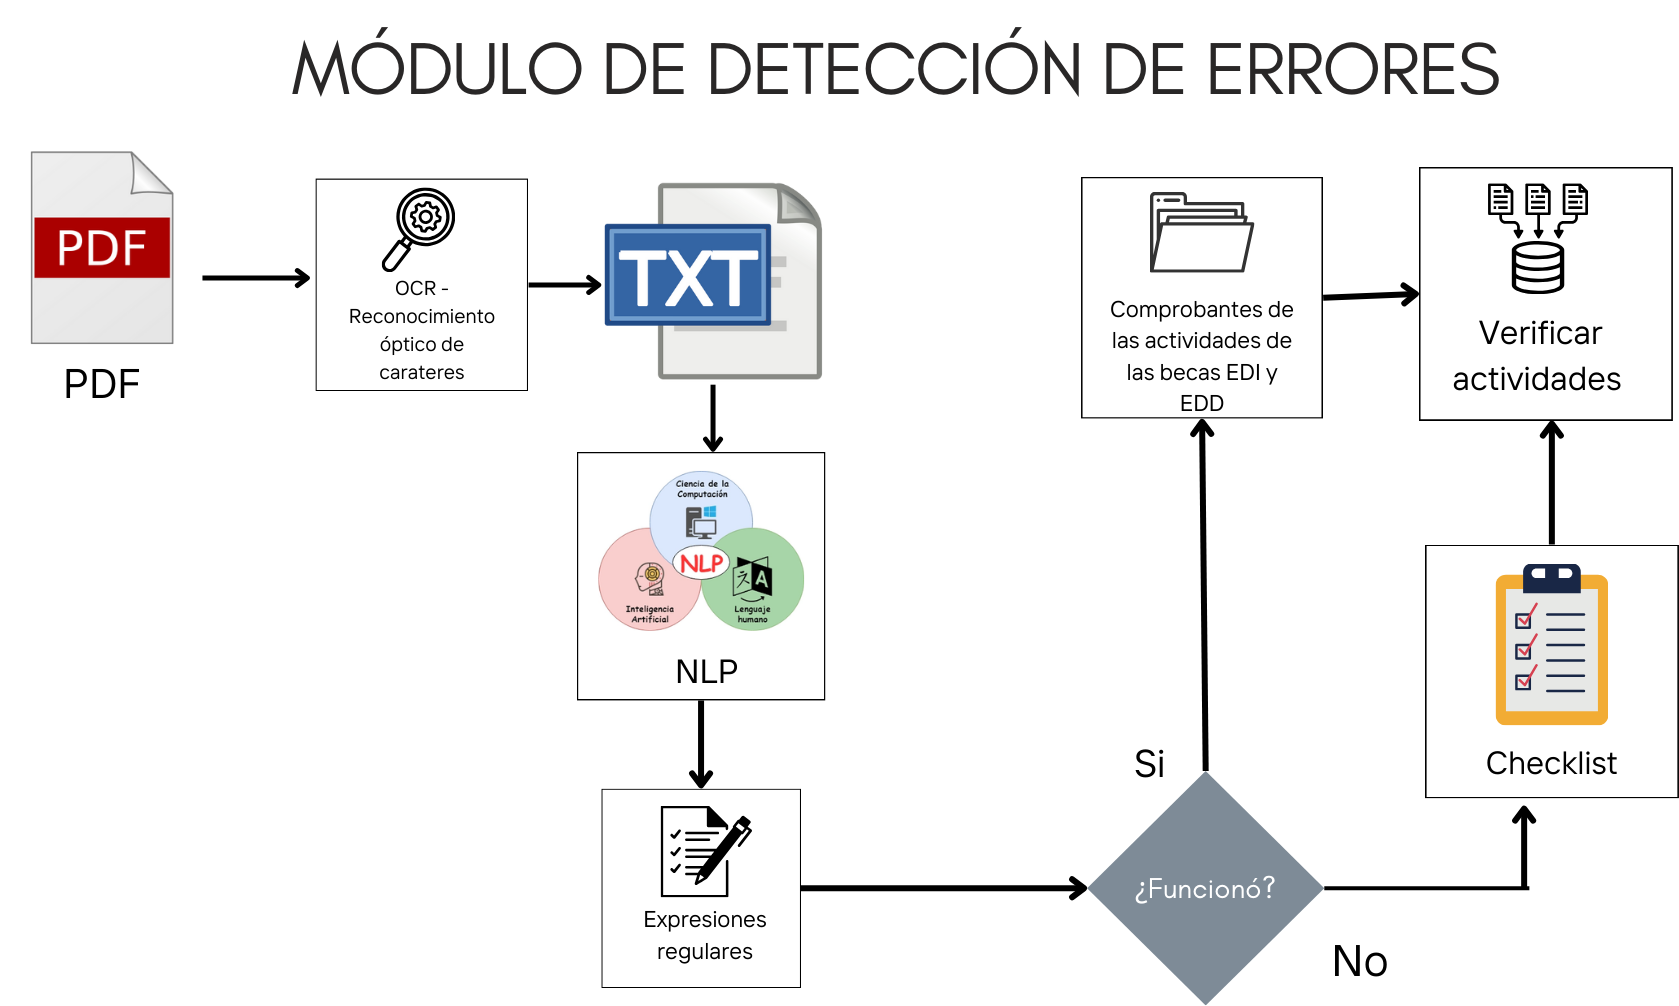 MÓDULO DE DETECCIÓN DE ERRORES
PDF
PDF
OCR -
Reconocimiento
óptico de
carateres
TXT
Ciencia de la
Computación
NLP
Inteligencia
Artificial
Lenguaje
humano
A
NLP
Expresiones
regulares
¿Funcionó?
Si
No
Comprobantes de
las actividades de
las becas EDI y
EDD
Verificar
actividades
Checklist